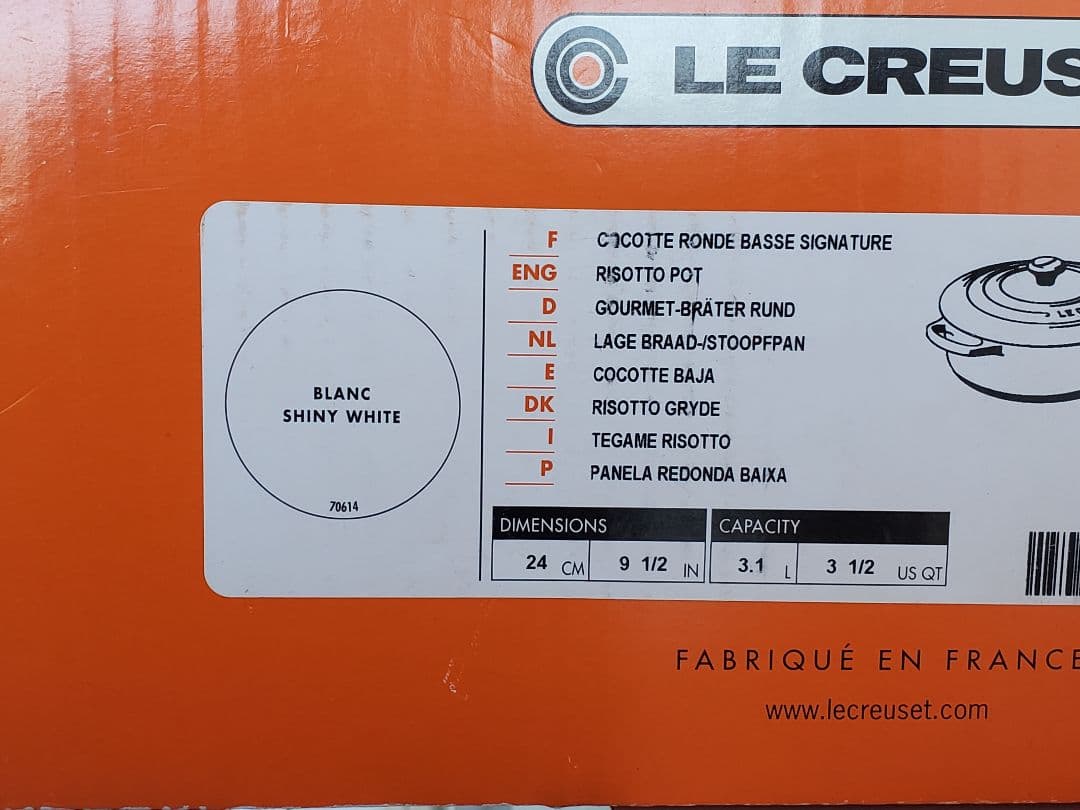 LE CREUS
BLANC
SHINY WHITE
70614
F COCOTTE RONDE BASSE SIGNATURE
ENG RISOTTO POT
D GOURMET-BRÄTER RUND
NL LAGE BRAAD-/STOOPFPAN
E COCOTTE BAJA
DK RISOTTO GRYDE
I TEGAME RISOTTO
P PANELA REDONDA BAIXA
DIMENSIONS CAPACITY
24 CM 9 1/2 IN 3.1 L 3 1/2 US QT
FABRIQUÉ EN FRANCE
www.lecreuset.com